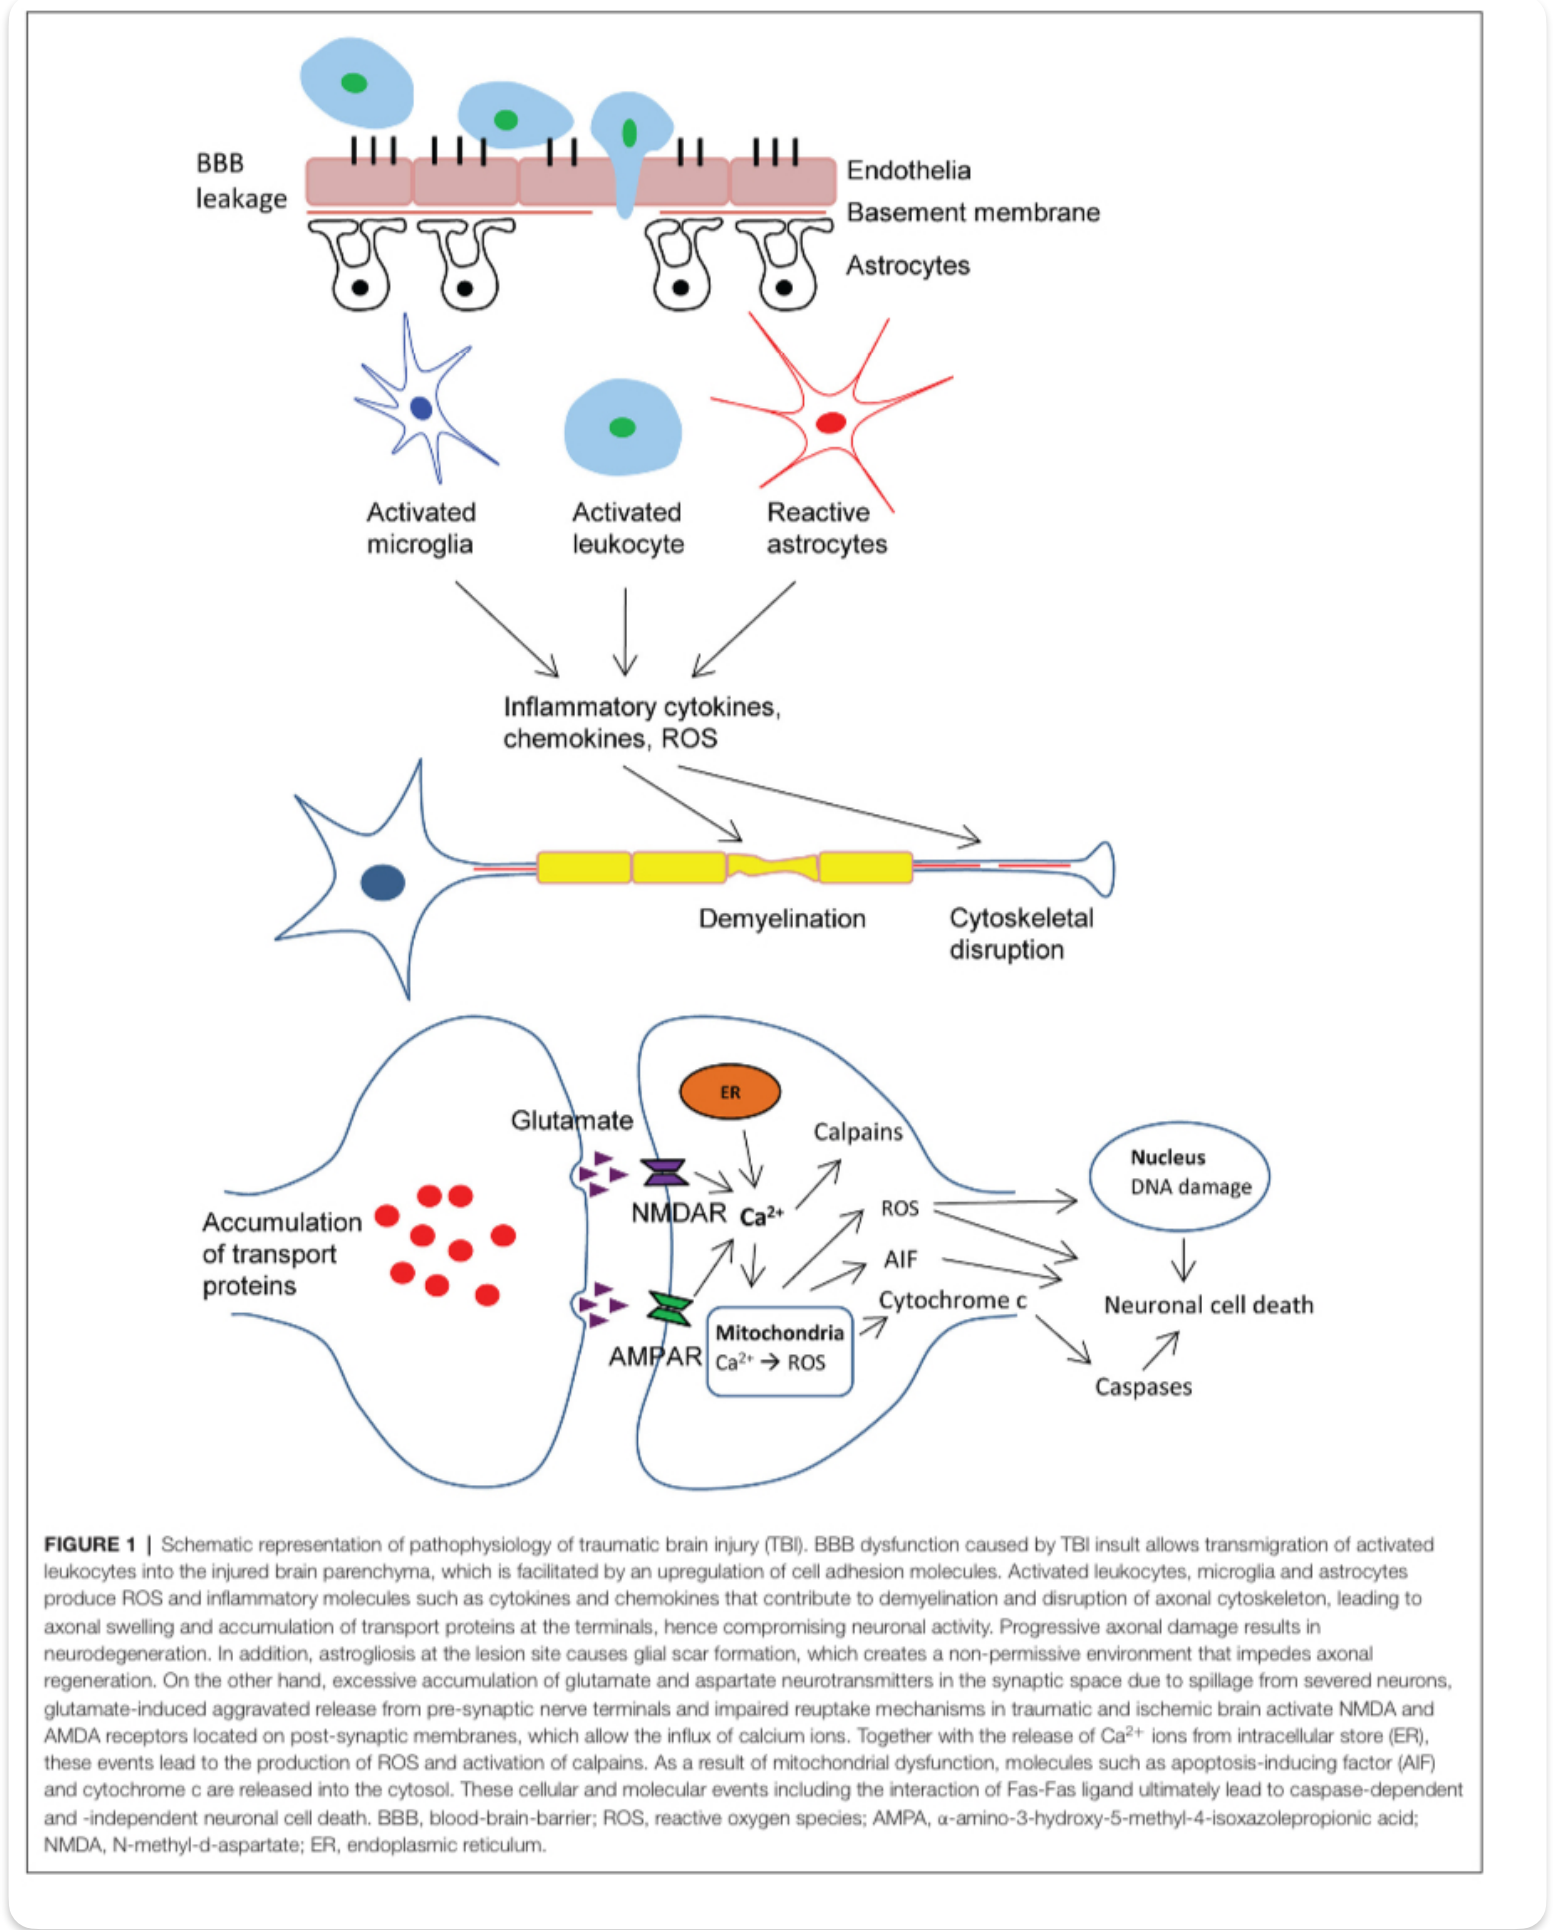 BBB
leakage
Endothelia
Basement membrane
Astrocytes
Activated
microglia
Activated
leukocyte
Reactive
astrocytes
Inflammatory cytokines,
chemokines, ROS
Demyelination
Cytoskeletal
disruption
ER
Glutamate
Calpains
Nucleus
DNA damage
NMDAR
Ca²⁺
ROS
Accumulation
of transport
proteins
AIF
Cytochrome c
Neuronal cell death
Mitochondria
Ca²⁺ → ROS
AMPAR
Caspases
FIGURE 1 | Schematic representation of pathophysiology of traumatic brain injury (TBI). BBB dysfunction caused by TBI insult allows transmigration of activated
leukocytes into the injured brain parenchyma, which is facilitated by an upregulation of cell adhesion molecules. Activated leukocytes, microglia and astrocytes
produce ROS and inflammatory molecules such as cytokines and chemokines that contribute to demyelination and disruption of axonal cytoskeleton, leading to
axonal swelling and accumulation of transport proteins at the terminals, hence compromising neuronal activity. Progressive axonal damage results in
neurodegeneration. In addition, astrogliosis at the lesion site causes glial scar formation, which creates a non-permissive environment that impedes axonal
regeneration. On the other hand, excessive accumulation of glutamate and aspartate neurotransmitters in the synaptic space due to spillage from severed neurons,
glutamate-induced aggravated release from pre-synaptic nerve terminals and impaired reuptake mechanisms in traumatic and ischemic brain activate NMDA and
AMDA receptors located on post-synaptic membranes, which allow the influx of calcium ions. Together with the release of Ca²⁺ ions from intracellular store (ER),
these events lead to the production of ROS and activation of calpains. As a result of mitochondrial dysfunction, molecules such as apoptosis-inducing factor (AIF)
and cytochrome c are released into the cytosol. These cellular and molecular events including the interaction of Fas-Fas ligand ultimately lead to caspase-dependent
and -independent neuronal cell death. BBB, blood-brain-barrier; ROS, reactive oxygen species; AMPA, α-amino-3-hydroxy-5-methyl-4-isoxazolepropionic acid;
NMDA, N-methyl-d-aspartate; ER, endoplasmic reticulum.